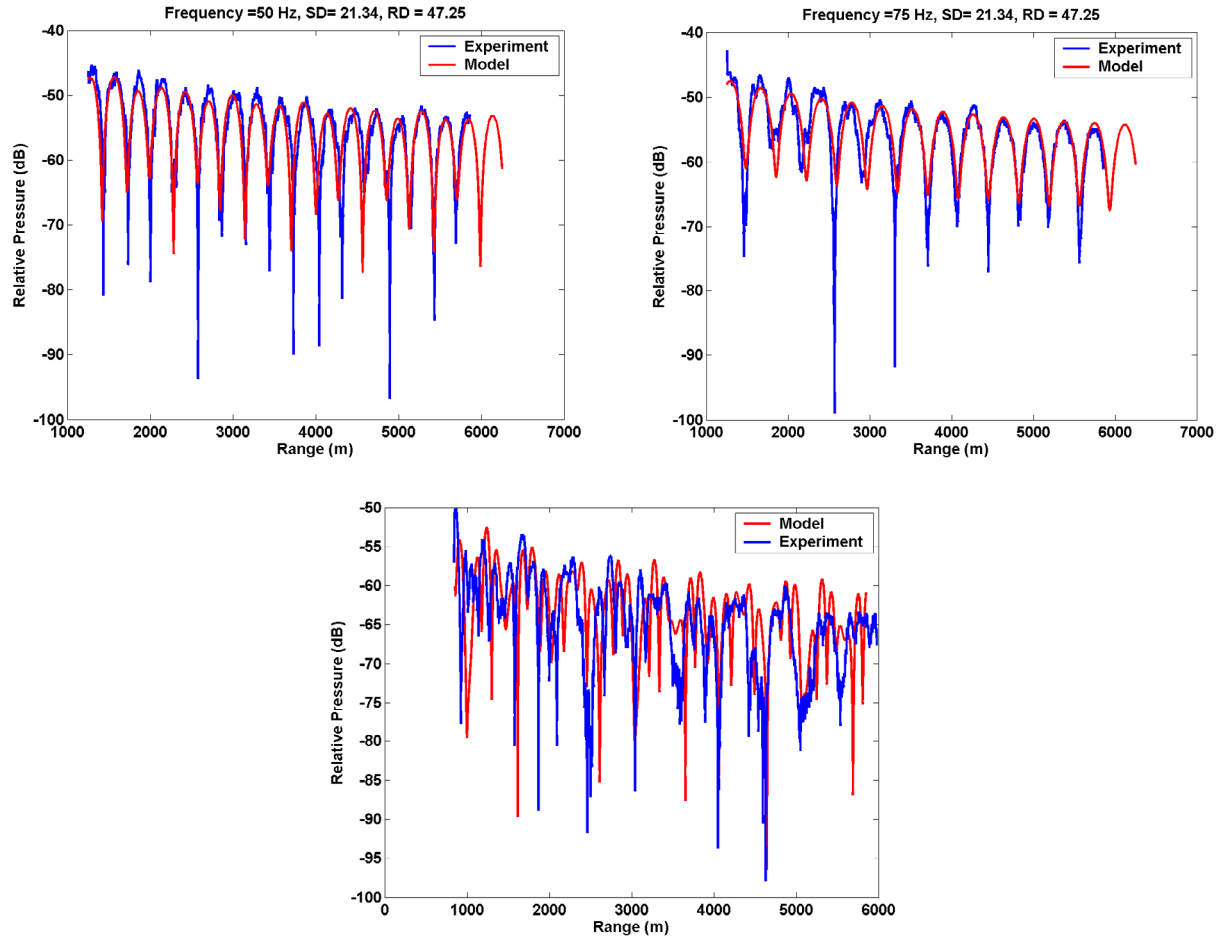 Frequency =50 Hz, SD= 21.34, RD = 47.25
-40
-50
-60
-70
-80
-90
-100
Relative Pressure (dB)
Experiment
Model
1000 2000 3000 4000 5000 6000 7000
Range (m)
Frequency =75 Hz, SD= 21.34, RD = 47.25
-40
-50
-60
-70
-80
-90
-100
Relative Pressure (dB)
Experiment
Model
1000 2000 3000 4000 5000 6000 7000
Range (m)
-50
-55
-60
-65
-70
-75
-80
-85
-90
-95
-100
Relative Pressure (dB)
Model
Experiment
0 1000 2000 3000 4000 5000 6000
Range (m)